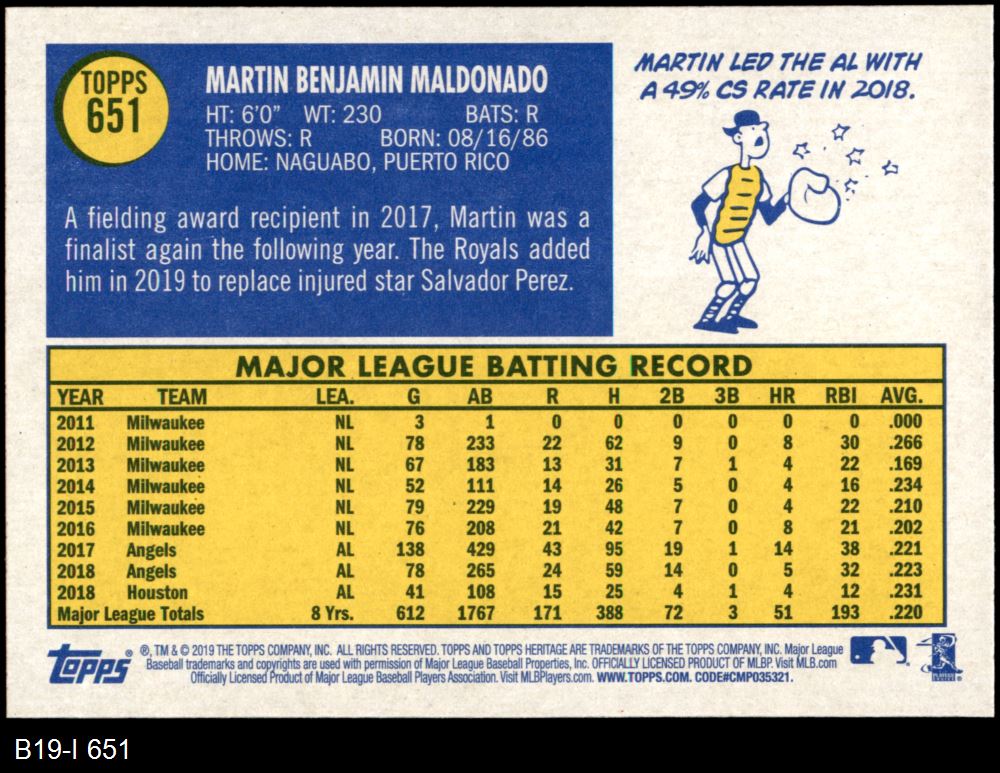 TOPPS
651
MARTIN BENJAMIN MALDONADO
HT: 6'0" WT: 230 BATS: R
THROWS: R BORN: 08/16/86
HOME: NAGUABO, PUERTO RICO
A fielding award recipient in 2017, Martin was a
finalist again the following year. The Royals added
him in 2019 to replace injured star Salvador Perez.
MARTIN LED THE AL WITH
A 49% CS RATE IN 2018.
MAJOR LEAGUE BATTING RECORD
YEAR TEAM LEA. G AB R H 2B 3B HR RBI AVG.
2011 Milwaukee NL 3 1 0 0 0 0 0 0 .000
2012 Milwaukee NL 78 233 22 62 9 0 8 30 .266
2013 Milwaukee NL 67 183 13 31 7 1 4 22 .169
2014 Milwaukee NL 52 111 14 26 5 0 4 16 .234
2015 Milwaukee NL 79 229 19 48 7 0 4 22 .210
2016 Milwaukee NL 76 208 21 42 7 0 8 21 .202
2017 Angels AL 138 429 43 95 19 1 14 38 .221
2018 Angels AL 78 265 24 59 14 0 5 32 .223
2018 Houston AL 41 108 15 25 4 1 4 12 .231
Major League Totals 8 Yrs. 612 1767 171 388 72 3 51 193 .220
Topps®
®, TM & © 2019 THE TOPPS COMPANY, INC. ALL RIGHTS RESERVED. TOPPS AND TOPPS HERITAGE ARE TRADEMARKS OF THE TOPPS COMPANY, INC. Major League
Baseball trademarks and copyrights are used with permission of Major League Baseball Properties, Inc. OFFICIALLY LICENSED PRODUCT OF MLBP. Visit MLB.com
Officially Licensed Product of Major League Baseball Players Association. Visit MLBPlayers.com. WWW.TOPPS.COM. CODE#CMP035321.
B19-I 651